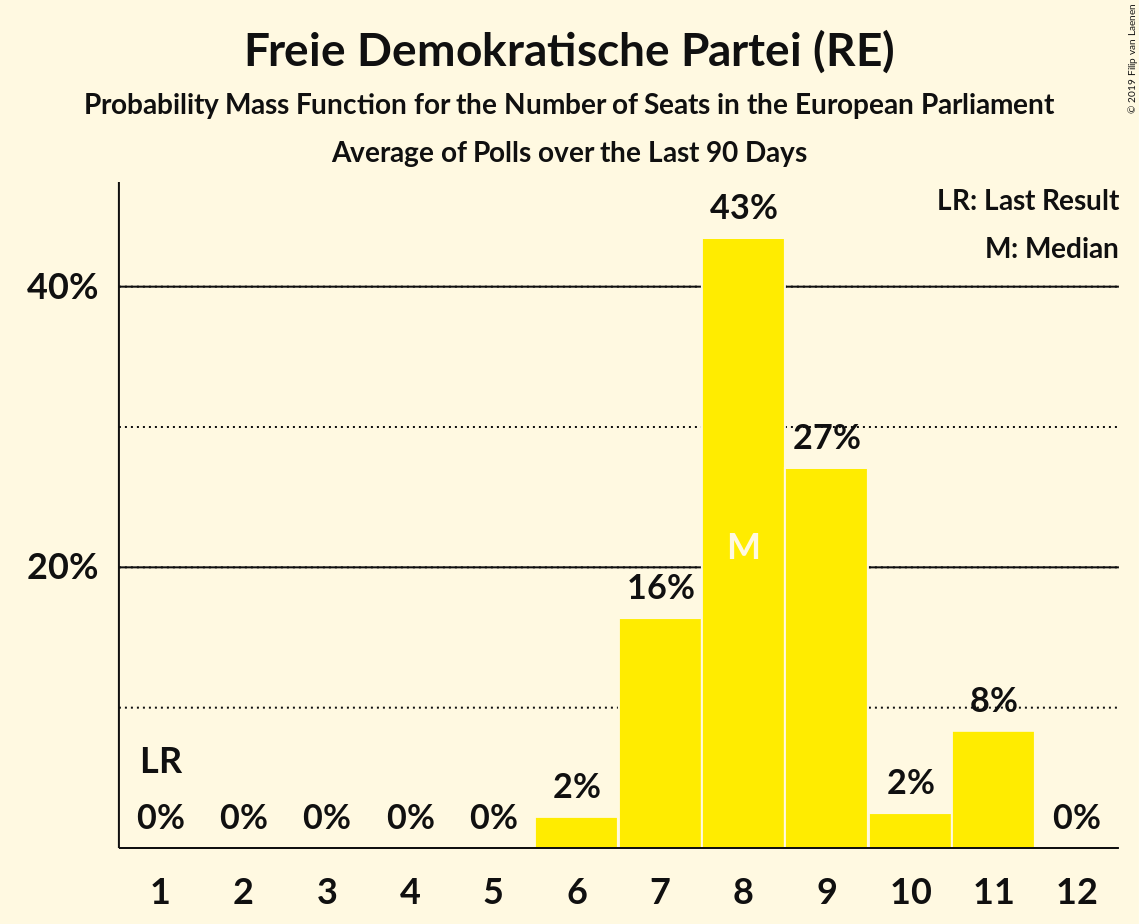 Freie Demokratische Partei (RE)
Probability Mass Function for the Number of Seats in the European Parliament
Average of Polls over the Last 90 Days
© 2019 Filip van Laenen
LR: Last Result
M: Median
43%
40%
27%
M
20%
16%
8%
LR
2%
2%
0% 0% 0% 0% 0% 0%
1 2 3 4 5 6 7 8 9 10 11 12